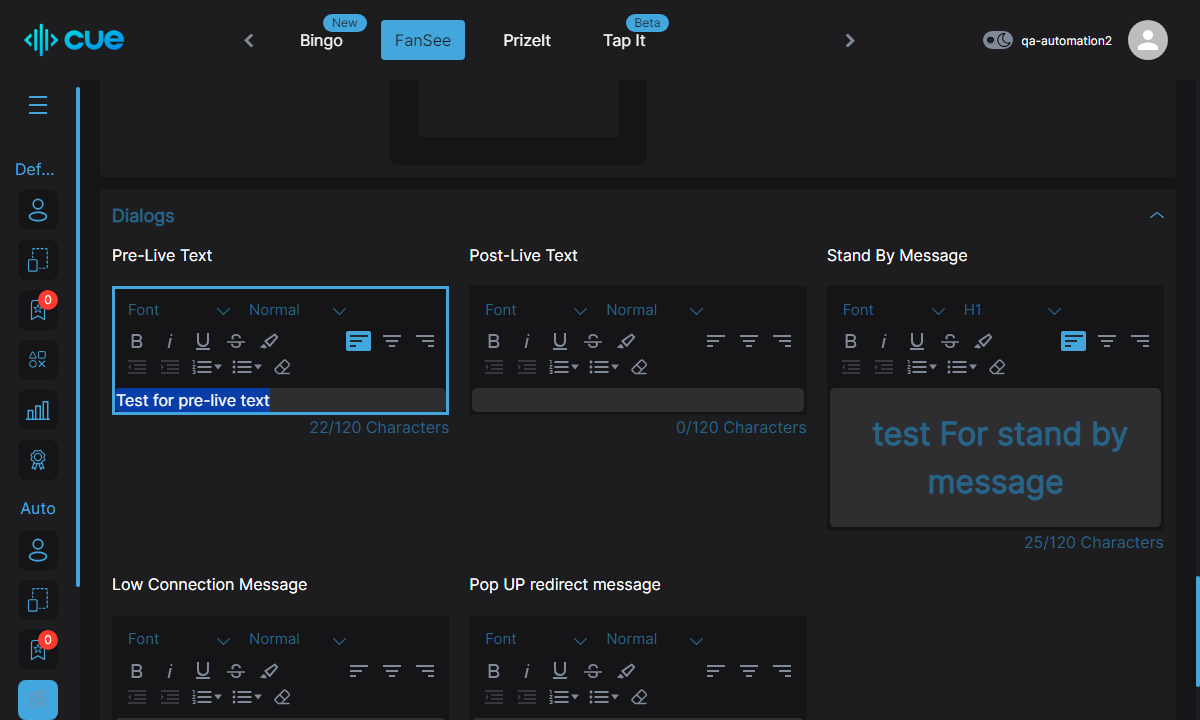 cue
Bingo
New
FanSee
PrizeIt
Tap It
Beta
qa-automation2
Def...
0
Auto
0
Dialogs
Pre-Live Text
Post-Live Text
Stand By Message
Font Normal
Font Normal
Font H1
B i U S
B i U S
B i U S
Test for pre-live text
22/120 Characters
0/120 Characters
test For stand by
message
25/120 Characters
Low Connection Message
Pop UP redirect message
Font Normal
Font Normal
B i U S
B i U S